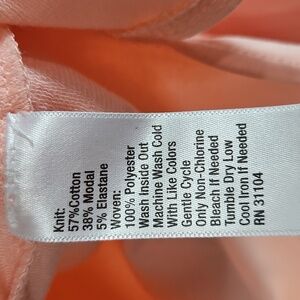 Knit:
57%Cotton
38% Modal
5% Elastane
Woven:
100% Polyester
Wash Inside Out
Machine Wash Cold
With Like Colors
Gentle Cycle
Only Non-Chlorine
Bleach If Needed
Tumble Dry Low
Cool Iron If Needed
RN 31104